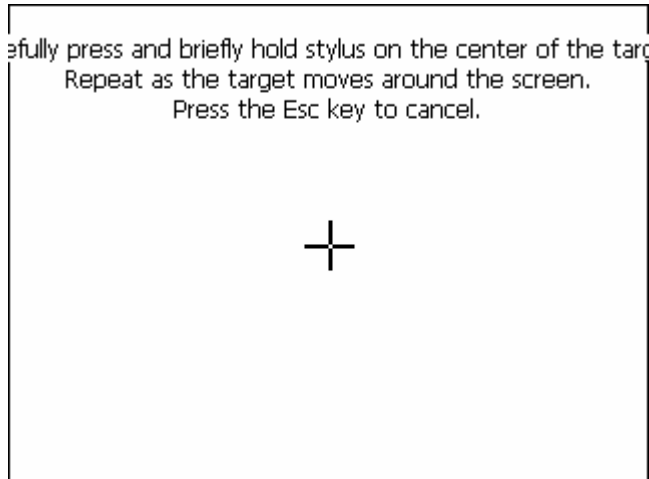 efully press and briefly hold stylus on the center of the targ
Repeat as the target moves around the screen.
Press the Esc key to cancel.